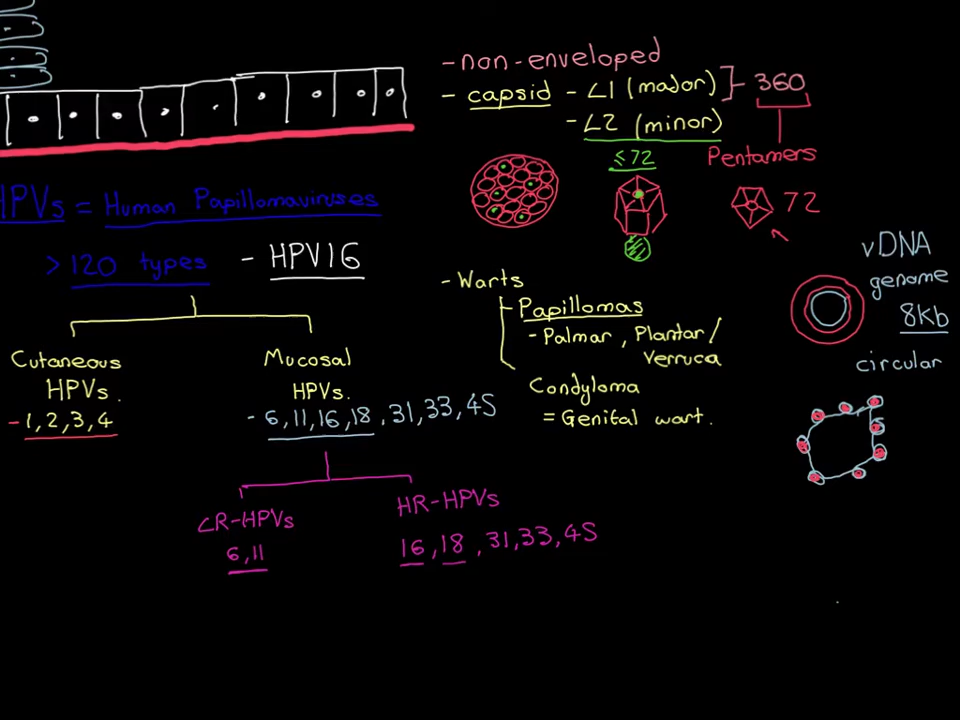 - non-enveloped
- capsid - L1 (major) } - 360
- L2 (minor)
≤72
Pentamers
72
HPVs = Human Papillomaviruses
> 120 types - HPV16
vDNA
genome
8Kb
circular
- Warts
Papillomas
- Palmar, Plantar/
Verruca
Condyloma
= Genital wart.
Cutaneous
HPVs.
- 1,2,3,4
Mucosal
HPVs.
- 6,11,16,18,31,33,45
LR-HPVs
6,11
HR-HPVs
16,18,31,33,45